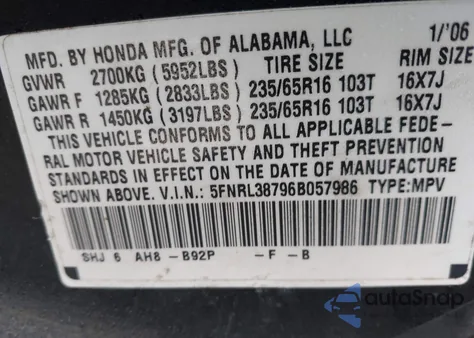 MFD. BY HONDA MFG. OF ALABAMA, LLC 1/'06
GVWR 2700KG (5952LBS) TIRE SIZE RIM SIZE
GAWR F 1285KG (2833LBS) 235/65R16 103T 16X7J
GAWR R 1450KG (3197LBS) 235/65R16 103T 16X7J
THIS VEHICLE CONFORMS TO ALL APPLICABLE FEDE-
RAL MOTOR VEHICLE SAFETY AND THEFT PREVENTION
STANDARDS IN EFFECT ON THE DATE OF MANUFACTURE
SHOWN ABOVE. V.I.N.: 5FNRL38796B057986 TYPE:MPV
SHJ 6 AH8 -B92P -F -B
autoSnap